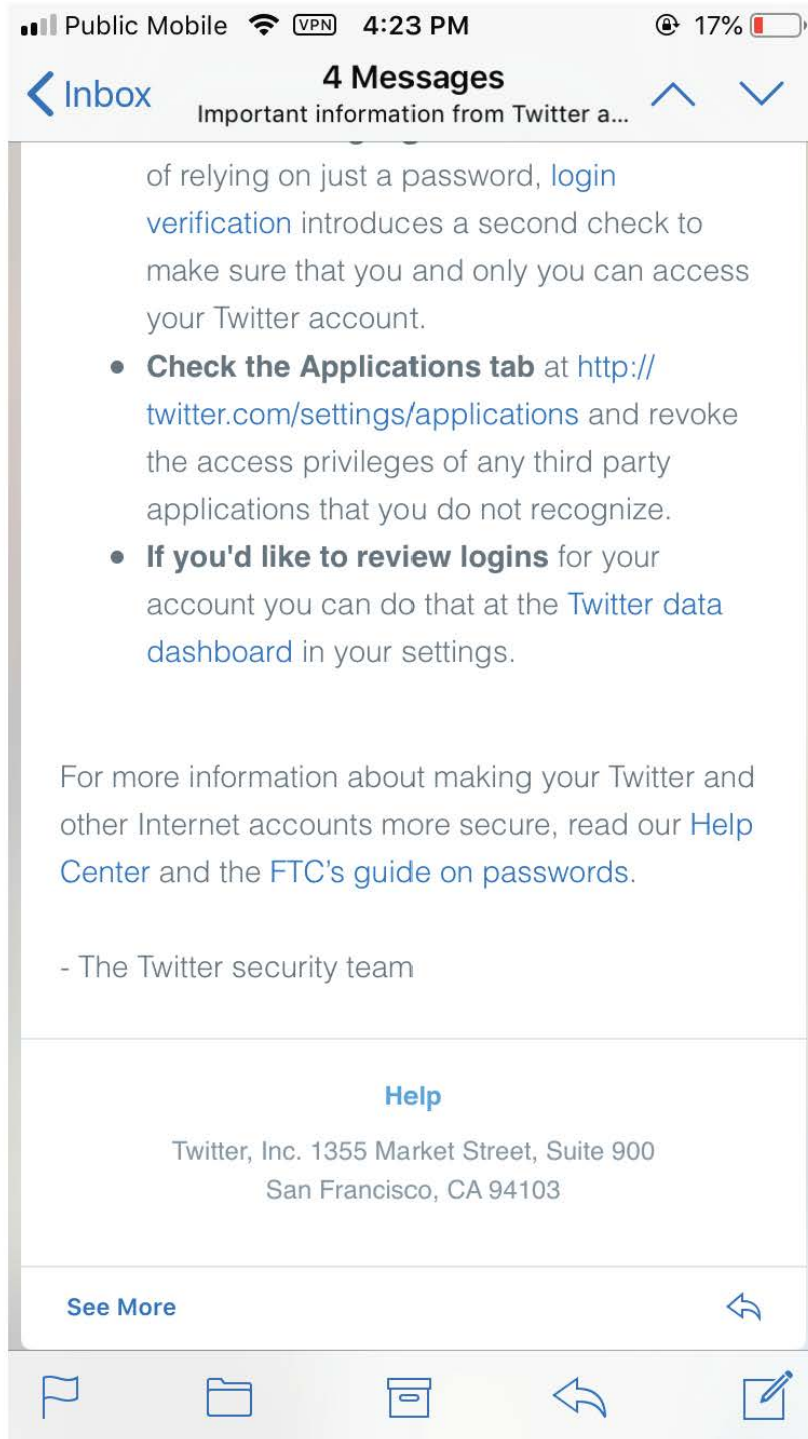 Public Mobile VPN 4:23 PM 17%
Inbox
4 Messages
Important information from Twitter a...
of relying on just a password, login
verification introduces a second check to
make sure that you and only you can access
your Twitter account.
• Check the Applications tab at http://
twitter.com/settings/applications and revoke
the access privileges of any third party
applications that you do not recognize.
• If you'd like to review logins for your
account you can do that at the Twitter data
dashboard in your settings.
For more information about making your Twitter and
other Internet accounts more secure, read our Help
Center and the FTC's guide on passwords.
- The Twitter security team
Help
Twitter, Inc. 1355 Market Street, Suite 900
San Francisco, CA 94103
See More